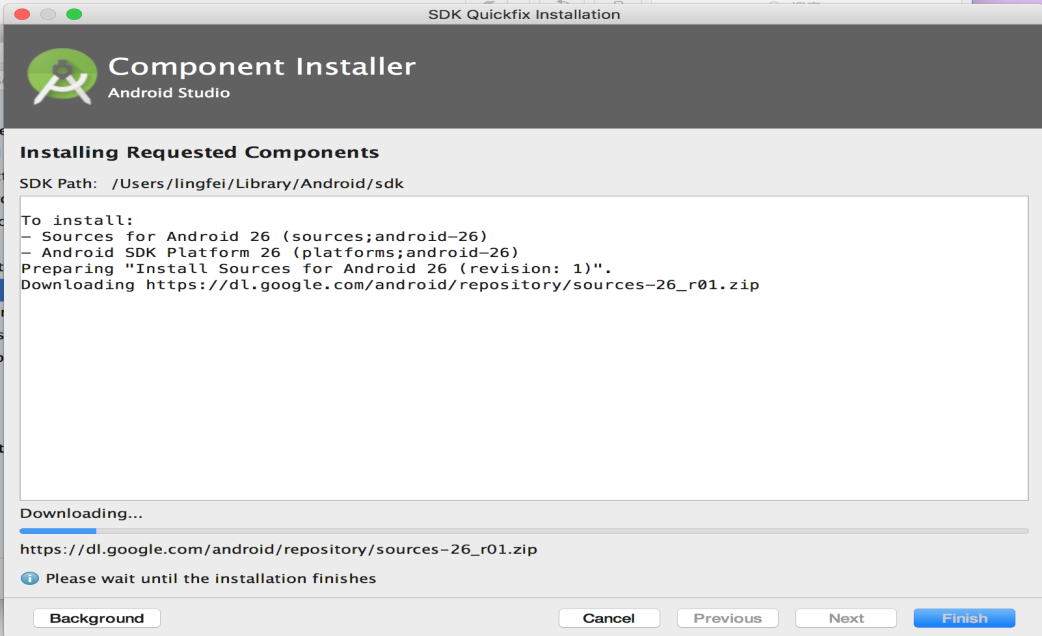 SDK Quickfix Installation
Component Installer
Android Studio
Installing Requested Components
SDK Path: /Users/lingfei/Library/Android/sdk
To install:
- Sources for Android 26 (sources;android-26)
- Android SDK Platform 26 (platforms;android-26)
Preparing "Install Sources for Android 26 (revision: 1)".
Downloading https://dl.google.com/android/repository/sources-26_r01.zip
Downloading...
https://dl.google.com/android/repository/sources-26_r01.zip
Please wait until the installation finishes
Background Cancel Previous Next Finish